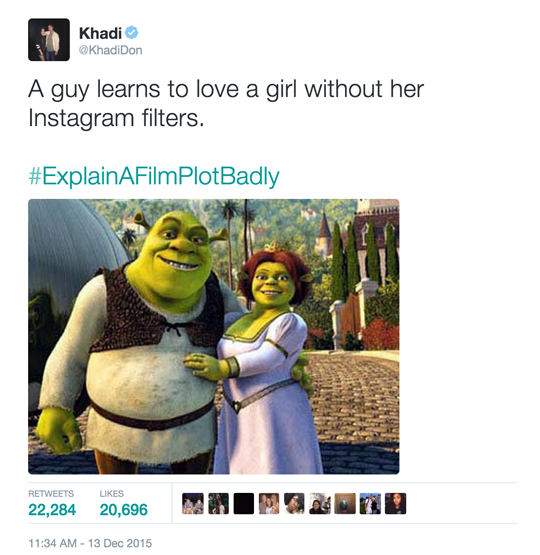 Khadi
@KhadiDon
A guy learns to love a girl without her
Instagram filters.
#ExplainAFilmPlotBadly
RETWEETS LIKES
22,284 20,696
11:34 AM - 13 Dec 2015